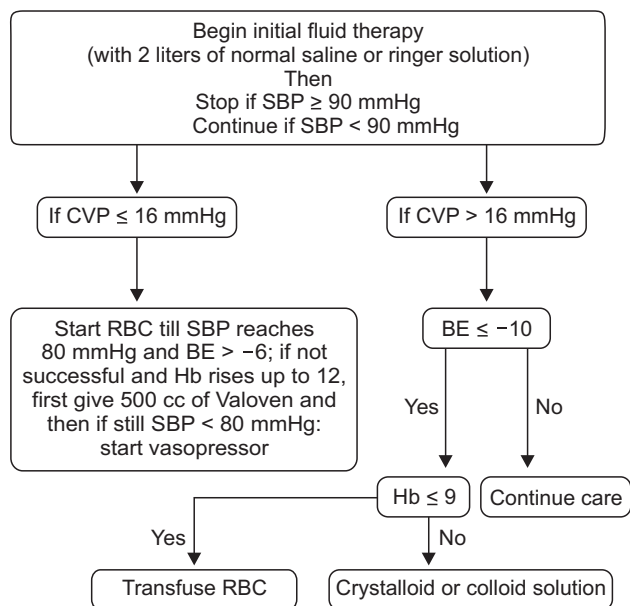 Begin initial fluid therapy
(with 2 liters of normal saline or ringer solution)
Then
Stop if SBP ≥ 90 mmHg
Continue if SBP < 90 mmHg
If CVP ≤ 16 mmHg
If CVP > 16 mmHg
Start RBC till SBP reaches
80 mmHg and BE > −6; if not
successful and Hb rises up to 12,
first give 500 cc of Valoven and
then if still SBP < 80 mmHg:
start vasopressor
BE ≤ −10
Yes
No
Hb ≤ 9
Continue care
Yes
No
Transfuse RBC
Crystalloid or colloid solution